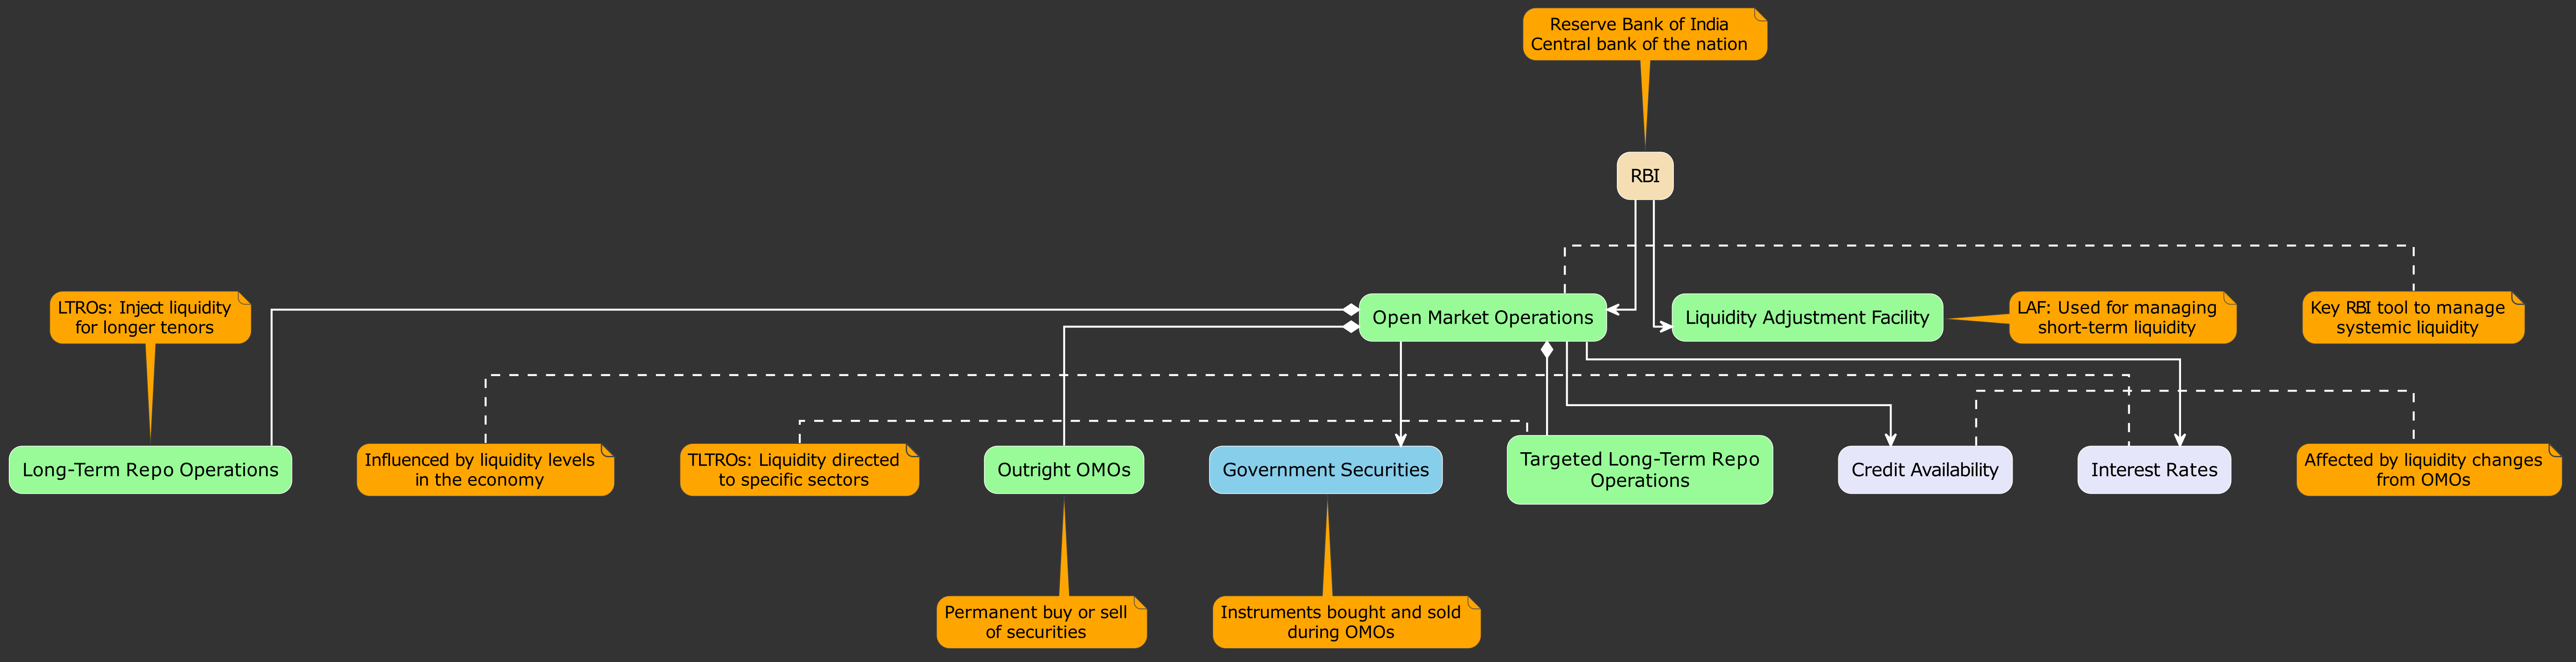 Reserve Bank of India
Central bank of the nation
RBI
LTROs: Inject liquidity
for longer tenors
Open Market Operations
Liquidity Adjustment Facility
LAF: Used for managing
short-term liquidity
Key RBI tool to manage
systemic liquidity
Long-Term Repo Operations
Influenced by liquidity levels
in the economy
TLTROs: Liquidity directed
to specific sectors
Outright OMOs
Government Securities
Targeted Long-Term Repo
Operations
Credit Availability
Interest Rates
Affected by liquidity changes
from OMOs
Permanent buy or sell
of securities
Instruments bought and sold
during OMOs